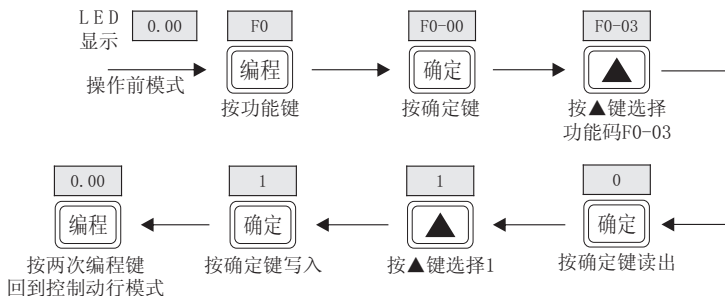 LED
显示
0.00
F0
F0-00
F0-03
编程
确定
操作前模式
按功能键
按确定键
按▲键选择
功能码F0-03
0.00
1
1
0
编程
确定
确定
按两次编程键
回到控制动行模式
按确定键写入
按▲键选择1
按确定键读出